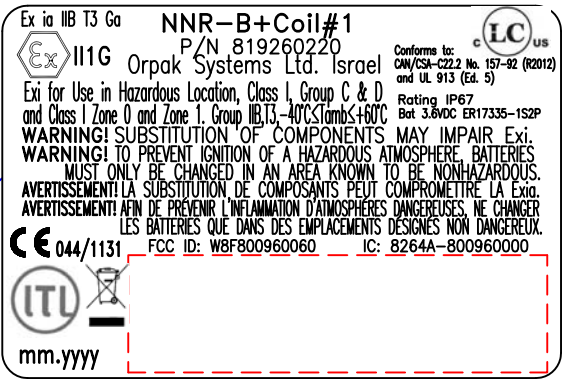 Ex ia IIB T3 Ga
NNR-B+Coil#1
P/N 819260220
Orpak Systems Ltd. Israel
Ex II1G
c LC US
Conforms to:
CAN/CSA-C22.2 No. 157-92 (R2012)
and UL 913 (Ed. 5)
Exi for Use in Hazardous Location, Class I, Group C & D
and Class I Zone 0 and Zone 1. Group IIB,T3,-40°C≤Tamb≤+60°C
Rating IP67
Bat 3.6VDC ER17335-1S2P
WARNING! SUBSTITUTION OF COMPONENTS MAY IMPAIR Exi.
WARNING! TO PREVENT IGNITION OF A HAZARDOUS ATMOSPHERE, BATTERIES
MUST ONLY BE CHANGED IN AN AREA KNOWN TO BE NONHAZARDOUS.
AVERTISSEMENT! LA SUBSTITUTION DE COMPOSANTS PEUT COMPROMETTRE LA Exia.
AVERTISSEMENT! AFIN DE PRÉVENIR L'INFLAMMATION D'ATMOSPHÈRES DANGEREUSES, NE CHANGER
LES BATTERIES QUE DANS DES EMPLACEMENTS DÉSIGNÉS NON DANGEREUX.
CE 044/1131
FCC ID: W8F800960060
IC: 8264A-800960000
ITL
mm.yyyy